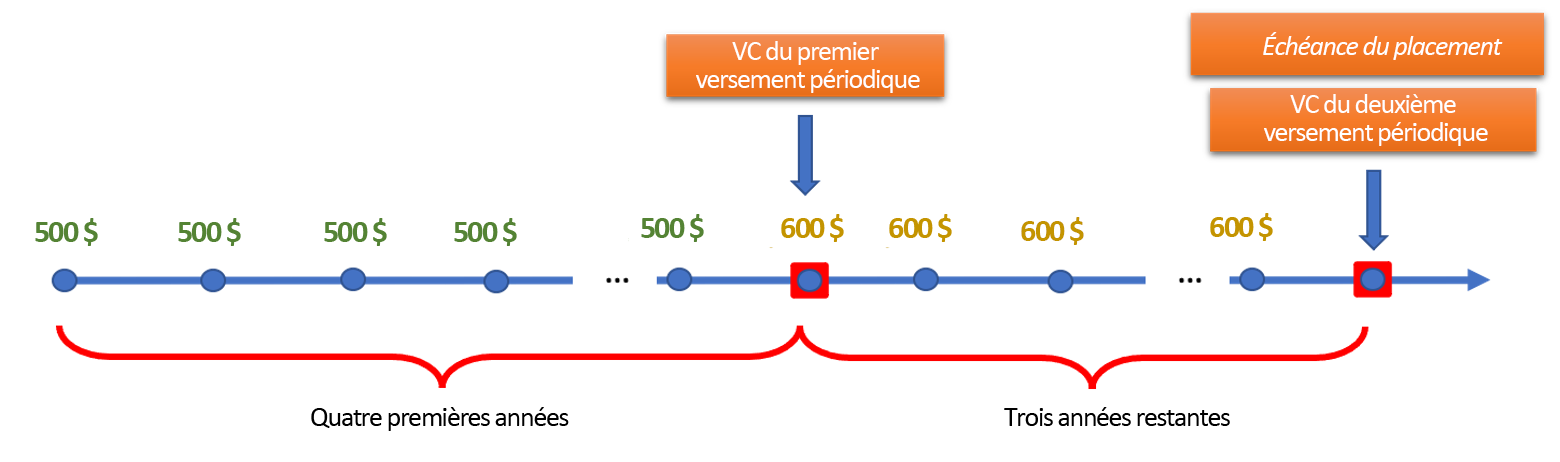 Échéance du placement
VC du premier
versement périodique
VC du deuxième
versement périodique
500 $ 500 $ 500 $ 500 $ 500 $ 600 $ 600 $ 600 $ 600 $
... ...
Quatre premières années Trois années restantes